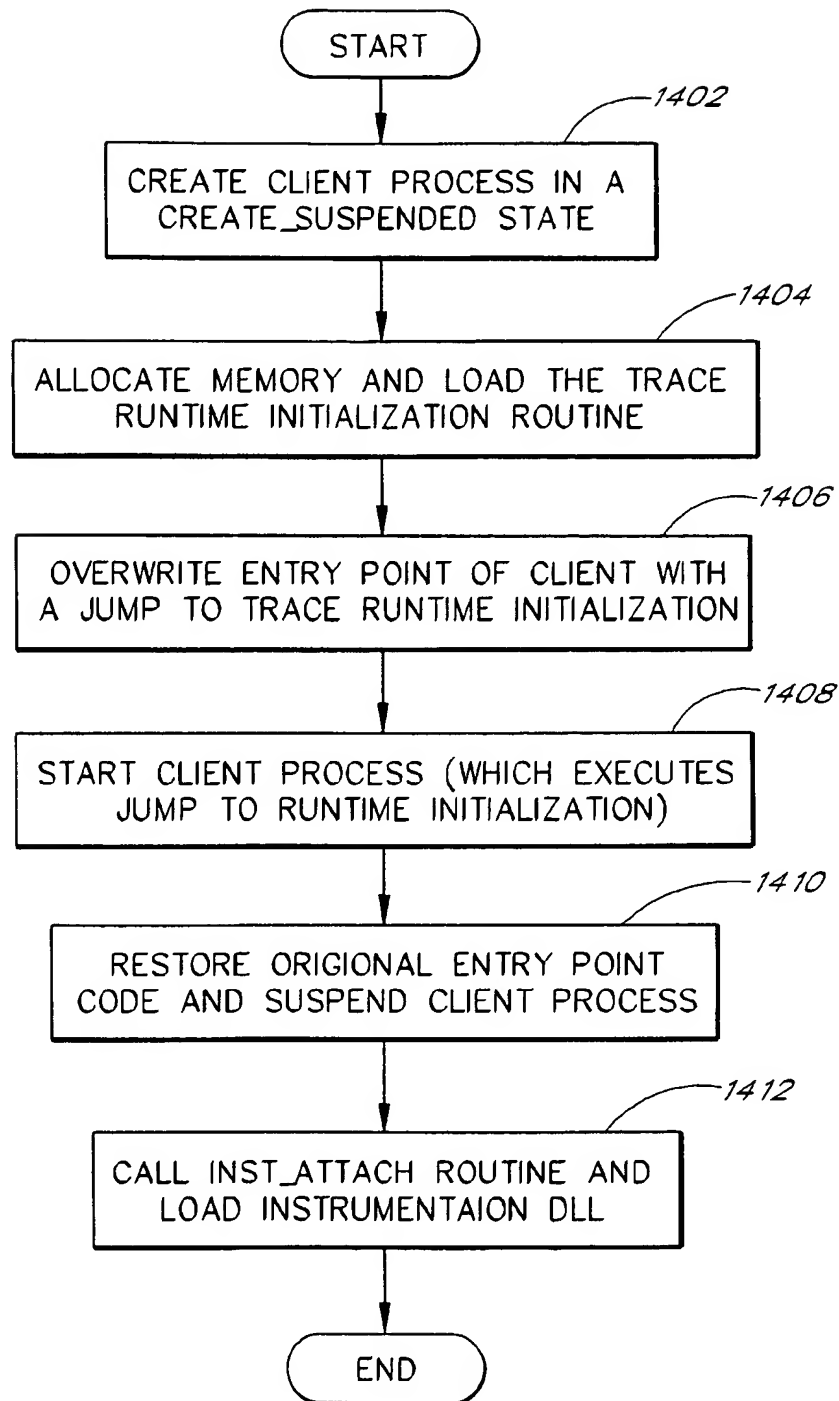 START
1402
CREATE CLIENT PROCESS IN A
CREATE_SUSPENDED STATE
1404
ALLOCATE MEMORY AND LOAD THE TRACE
RUNTIME INITIALIZATION ROUTINE
1406
OVERWRITE ENTRY POINT OF CLIENT WITH
A JUMP TO TRACE RUNTIME INITIALIZATION
1408
START CLIENT PROCESS (WHICH EXECUTES
JUMP TO RUNTIME INITIALIZATION)
1410
RESTORE ORIGIONAL ENTRY POINT
CODE AND SUSPEND CLIENT PROCESS
1412
CALL INST_ATTACH ROUTINE AND
LOAD INSTRUMENTAION DLL
END